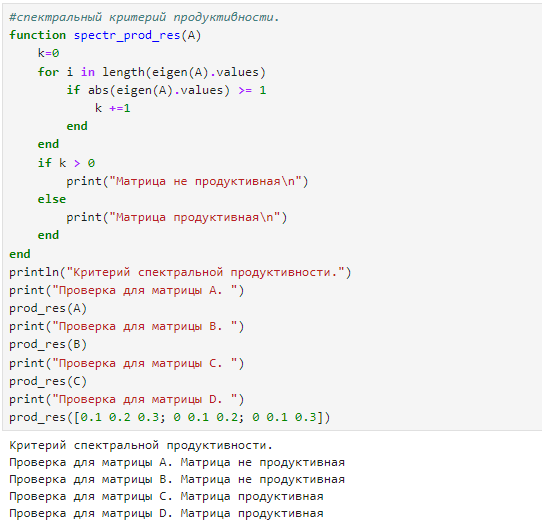 #спектральный критерий продуктивности.
function spectr_prod_res(A)
    k=0
    for i in length(eigen(A).values)
        if abs(eigen(A).values) >= 1
            k +=1
        end
    end
    if k > 0
        print("Матрица не продуктивная\n")
    else
        print("Матрица продуктивная\n")
    end
end
println("Критерий спектральной продуктивности.")
print("Проверка для матрицы A. ")
prod_res(A)
print("Проверка для матрицы B. ")
prod_res(B)
print("Проверка для матрицы C. ")
prod_res(C)
print("Проверка для матрицы D. ")
prod_res([0.1 0.2 0.3; 0 0.1 0.2; 0 0.1 0.3])
Критерий спектральной продуктивности.
Проверка для матрицы A. Матрица не продуктивная
Проверка для матрицы B. Матрица не продуктивная
Проверка для матрицы C. Матрица продуктивная
Проверка для матрицы D. Матрица продуктивная